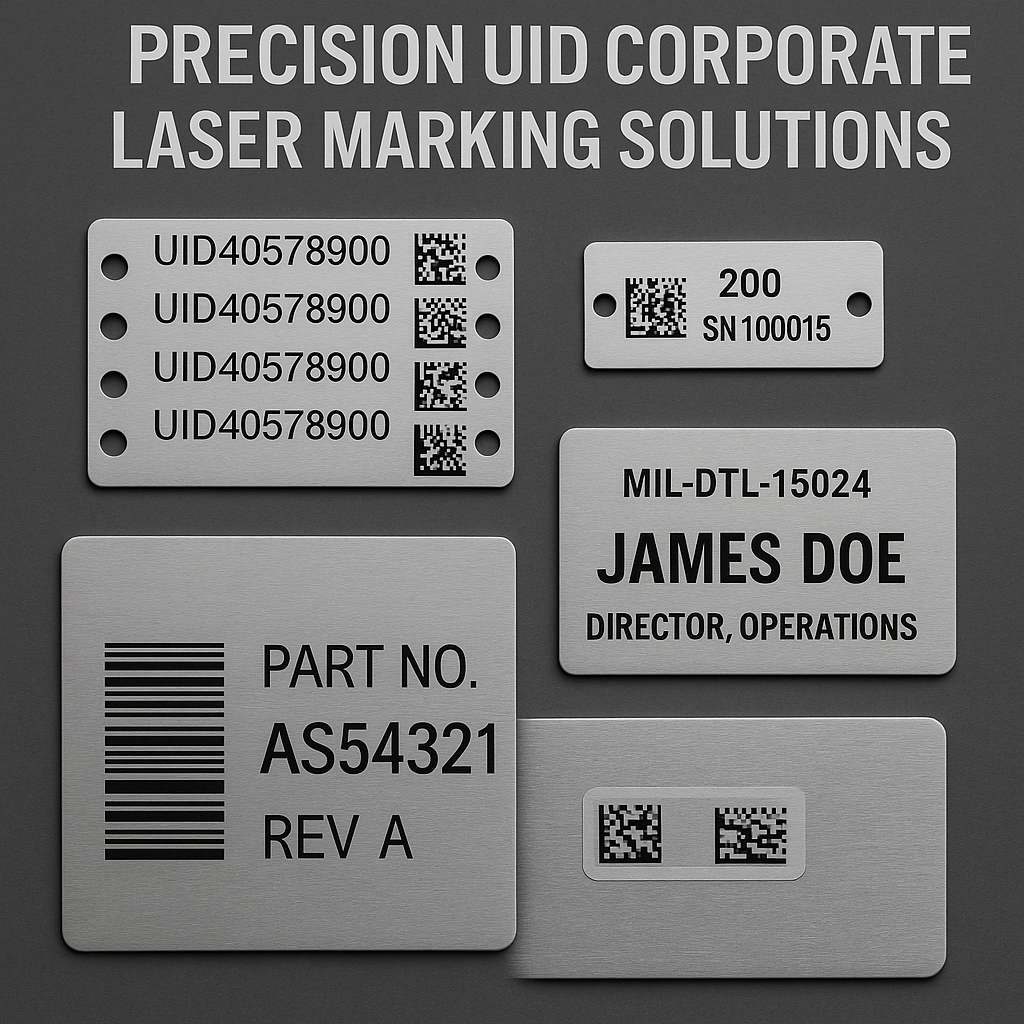 PRECISION UID CORPORATE
LASER MARKING SOLUTIONS
UID40578900
UID40578900
UID40578900
UID40578900
200
SN 100015
MIL-DTL-15024
JAMES DOE
DIRECTOR, OPERATIONS
PART NO.
AS54321
REV A